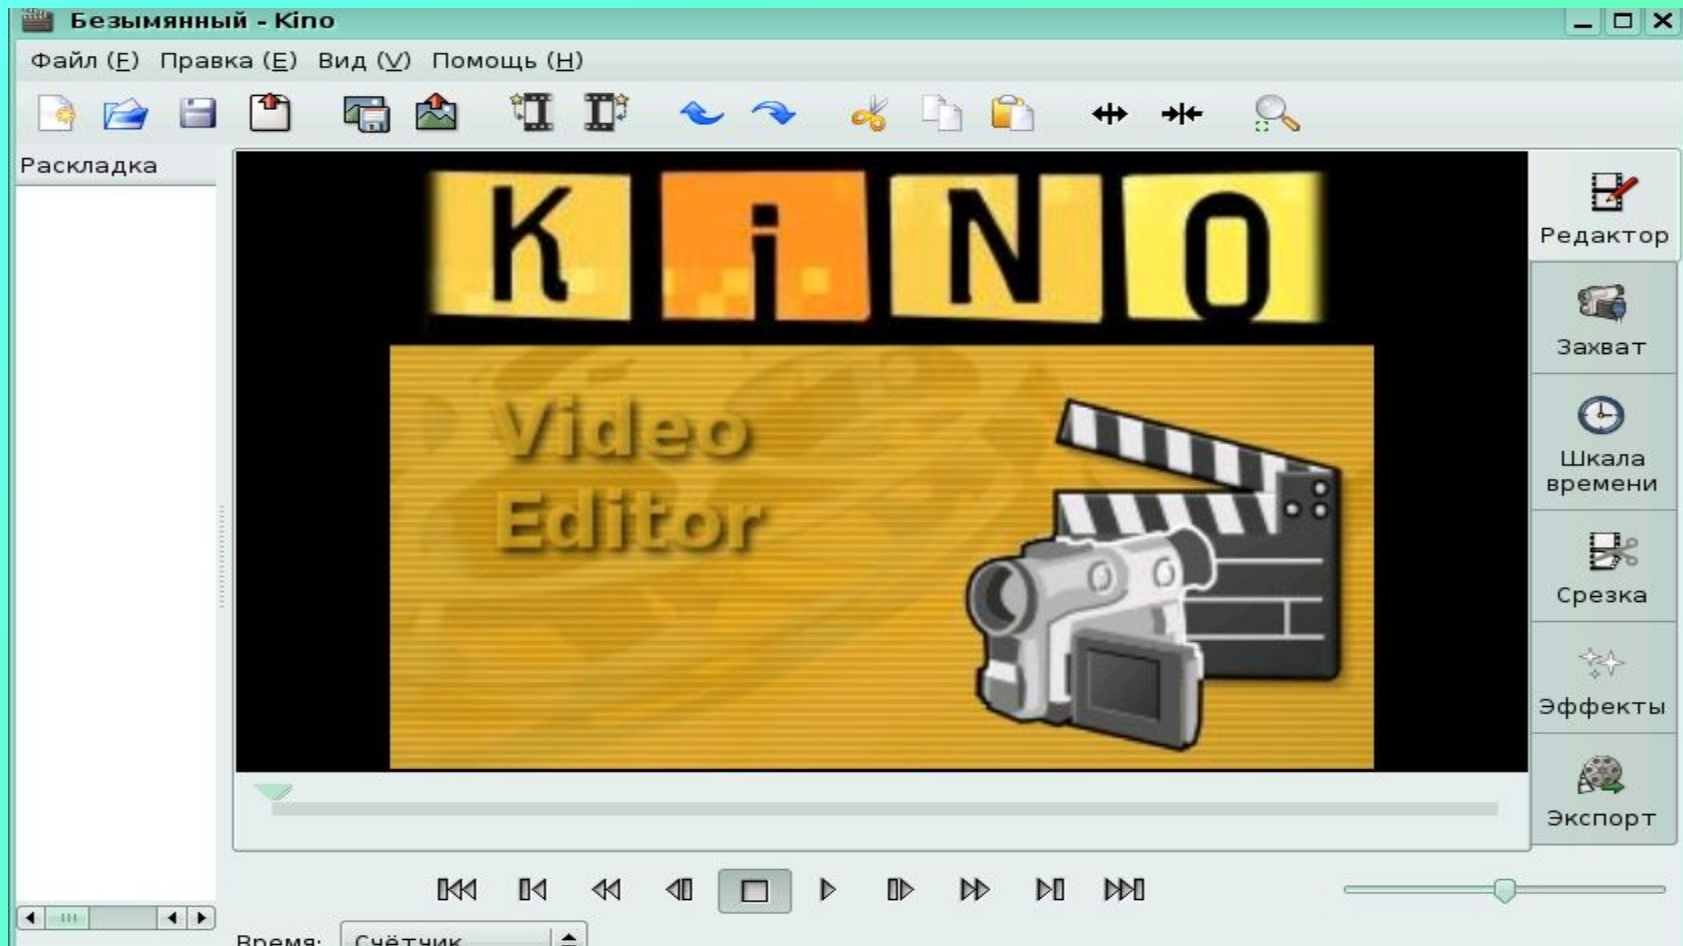 Безымянный - Kino
Файл (F) Правка (E) Вид (V) Помощь (H)
Раскладка
KiNO
Video
Editor
Редактор
Захват
Шкала
времени
Срезка
Эффекты
Экспорт
Время: Счётчик